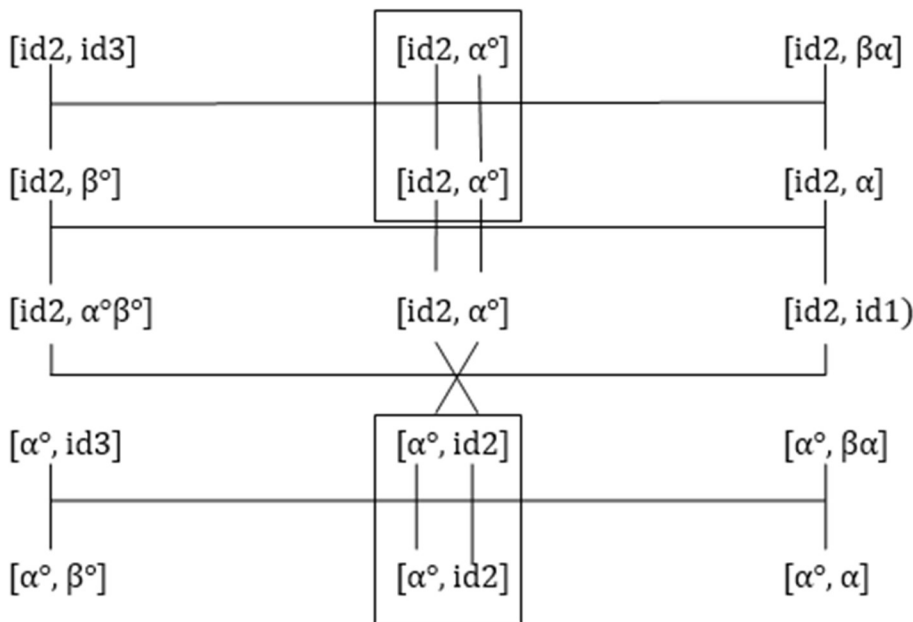 [id2, id3] [id2, α°] [id2, βα]
[id2, β°] [id2, α°] [id2, α]
[id2, α°β°] [id2, α°] [id2, id1)
[α°, id3] [α°, id2] [α°, βα]
[α°, β°] [α°, id2] [α°, α]